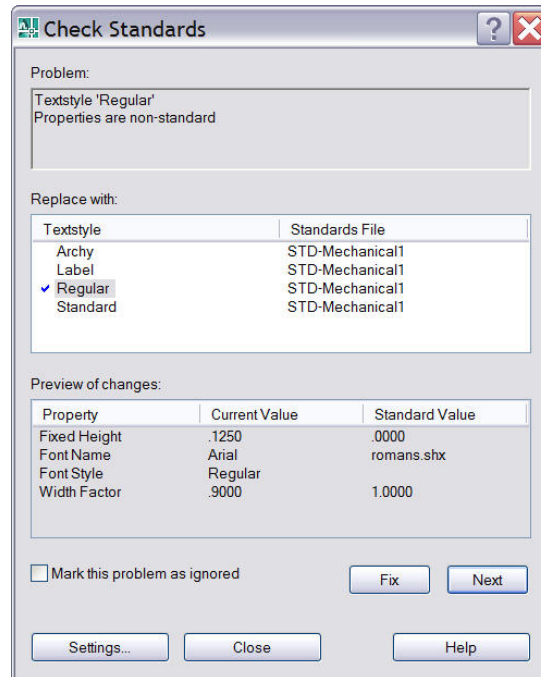 Check Standards
Problem:
Textstyle 'Regular'
Properties are non-standard
Replace with:
Textstyle Standards File
Archy STD-Mechanical1
Label STD-Mechanical1
Regular STD-Mechanical1
Standard STD-Mechanical1
Preview of changes:
Property Current Value Standard Value
Fixed Height .1250 .0000
Font Name Arial romans.shx
Font Style Regular
Width Factor .9000 1.0000
Mark this problem as ignored
Fix Next
Settings... Close Help